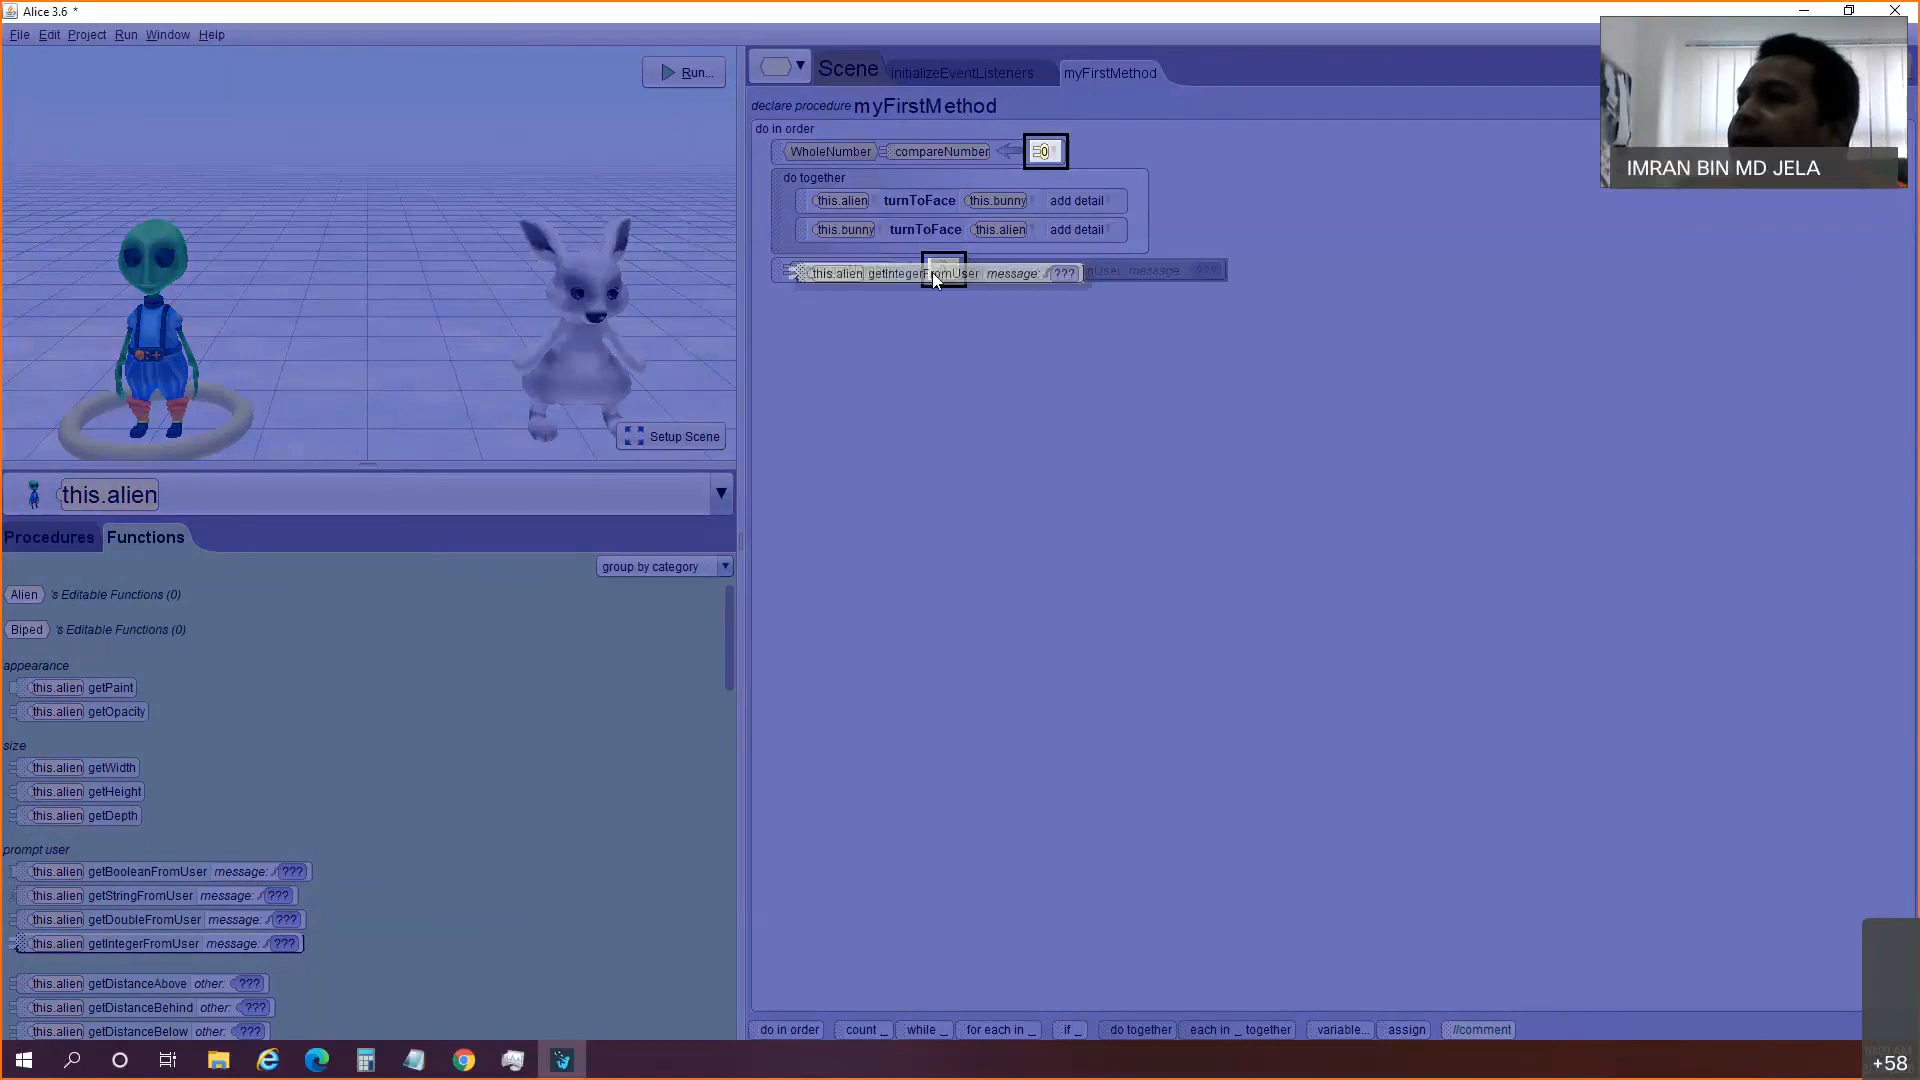 Alice 3.6 *
File Edit Project Run Window Help
Run...
Scene initializeEventListeners myFirstMethod
IMRAN BIN MD JELA
declare procedure myFirstMethod
do in order
WholeNumber compareNumber 0
do together
this.alien turnToFace this.bunny add detail
this.bunny turnToFace this.alien add detail
this.alien getIntegerFromUser message: ???
Setup Scene
this.alien
Procedures Functions
group by category
Alien 's Editable Functions (0)
Biped 's Editable Functions (0)
appearance
this.alien getPaint
this.alien getOpacity
size
this.alien getWidth
this.alien getHeight
this.alien getDepth
prompt user
this.alien getBooleanFromUser message: ???
this.alien getStringFromUser message: ???
this.alien getDoubleFromUser message: ???
this.alien getIntegerFromUser message: ???
this.alien getDistanceAbove other: ???
this.alien getDistanceBehind other: ???
this.alien getDistanceBelow other: ???
do in order count _ while _ for each in _ if _ do together each in _ together variable... assign //comment
+58